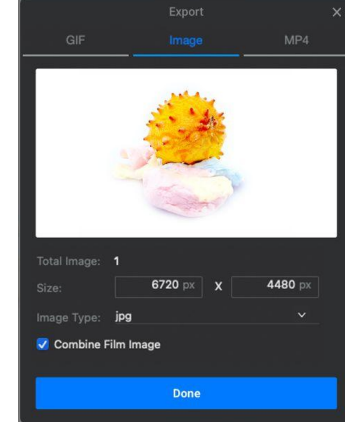 Export
GIF Image MP4
Total Image: 1
Size: 6720 px X 4480 px
Image Type: jpg
Combine Film Image
Done